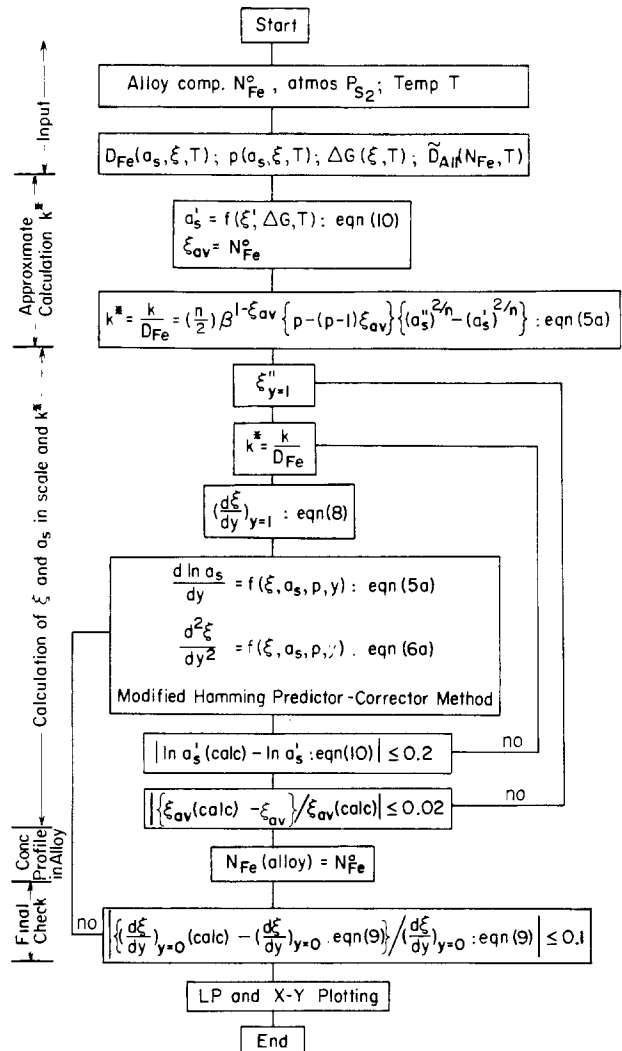 Start
Input
Alloy comp. N°Fe , atmos PS2; Temp T
DFe(as,ξ,T); p(as,ξ,T); ΔG(ξ,T); D̃All(NFe,T)
Approximate
Calculation k*
a's = f(ξ', ΔG,T): eqn (10)
ξav = N°Fe
k* = k/DFe = (n/2) β^(1-ξav) {p-(p-1)ξav}{(a''s)^(2/n) - (a's)^(2/n)} : eqn(5a)
Calculation of ξ and as in scale and k*
ξ''y=1
k* = k/DFe
(dξ/dy)y=1 : eqn(8)
d ln as/dy = f(ξ,as,p,y): eqn (5a)
d²ξ/dy² = f(ξ,as,p,y). eqn (6a)
Modified Hamming Predictor-Corrector Method
|ln a's (calc) - ln a's :eqn(10)| ≤ 0.2
no
|{ξav(calc) - ξav}/ξav(calc)| ≤ 0.02
no
Conc
Profile
in Alloy
NFe (alloy) = N°Fe
Final
Check
no
|{(dξ/dy)y=0 (calc) - (dξ/dy)y=0 . eqn(9)}/(dξ/dy)y=0 :eqn(9)| ≤ 0.1
LP and X-Y Plotting
End